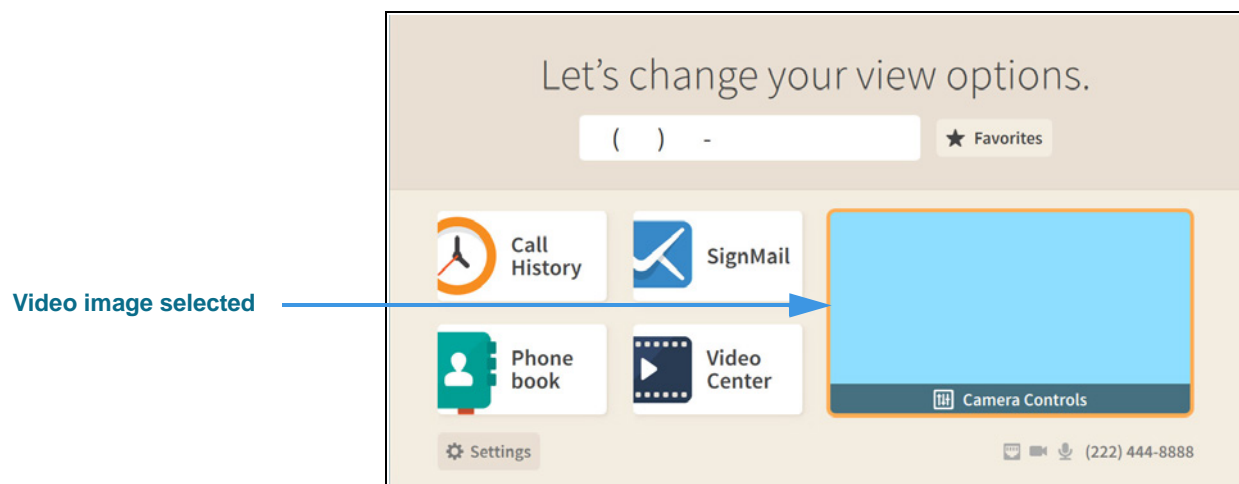 Let's change your view options.
( ) -
Favorites
Call
History
SignMail
Video image selected
Phone
book
Video
Center
Camera Controls
Settings
(222) 444-8888